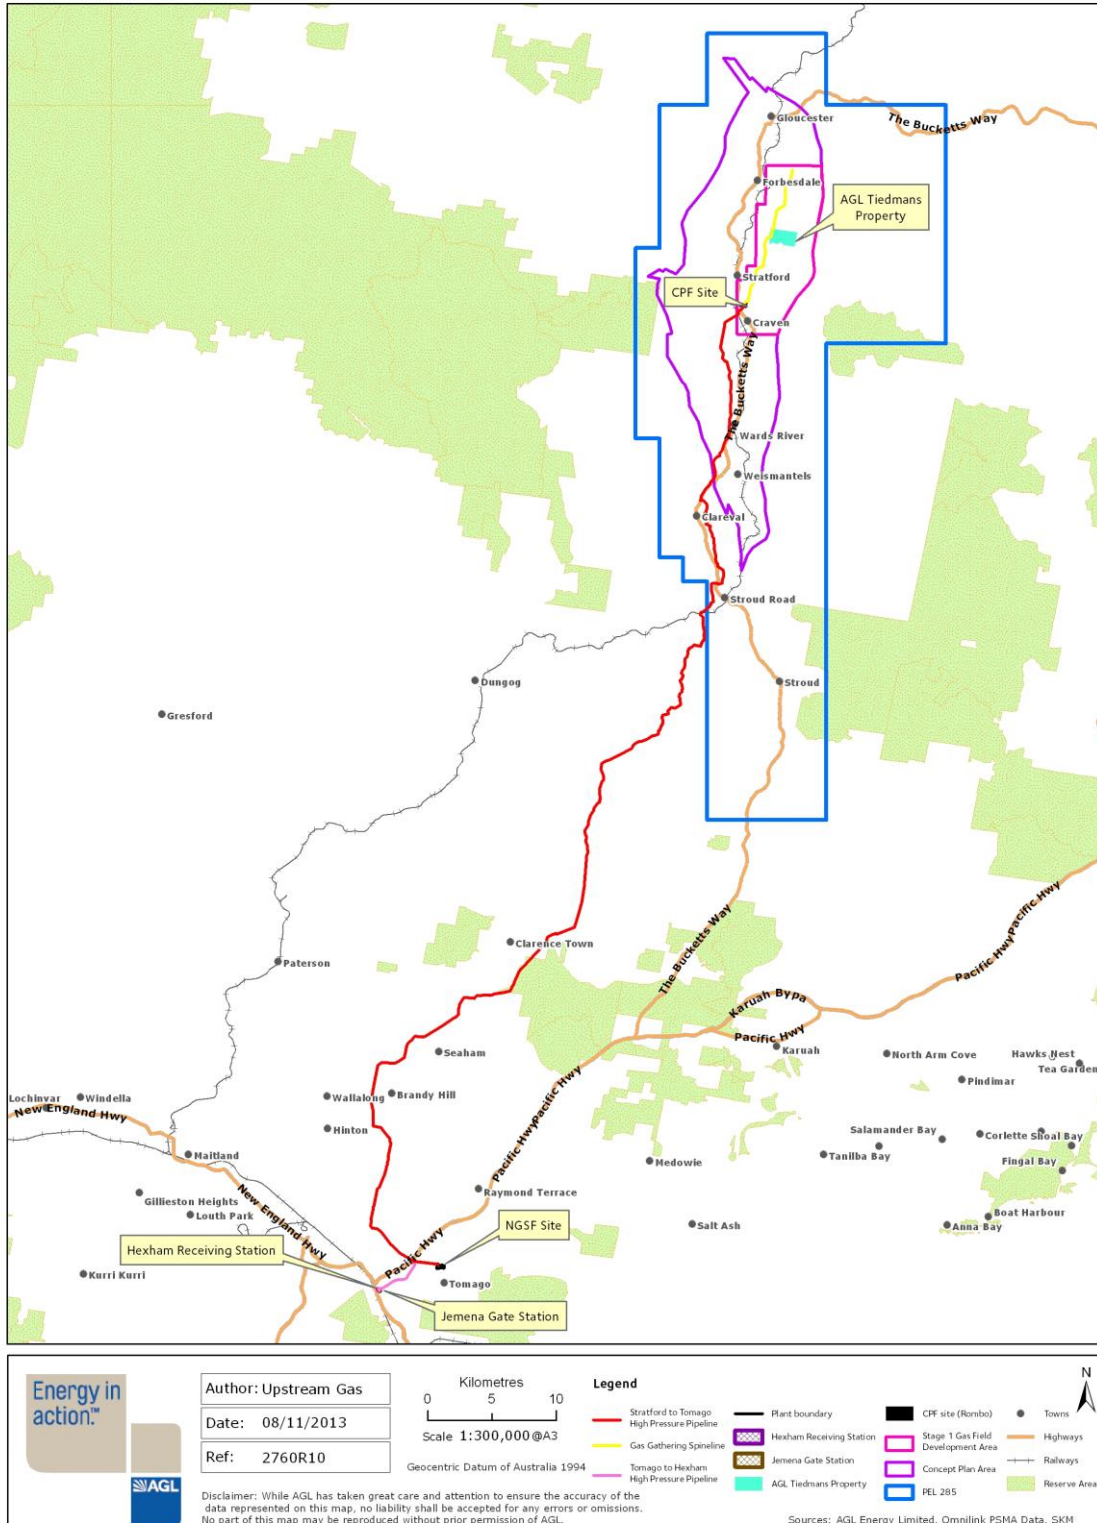 The Bucketts Way
Gloucester
Forbesdale
AGL Tiedmans
Property
Stratford
CPF Site
Craven
The Bucketts Way
Wards River
Weismantels
Clareval
Stroud Road
Dungog
Stroud
Gresford
Clarence Town
Paterson
The Bucketts Way
Pacific Hwy
Pacific Hwy
Pacific Hwy
Karuah Bypa
Pacific Hwy
Karuah
Seaham
North Arm Cove
Hawks Nest
Tea Garden
Pindimar
Lochinvar
Windella
New England Hwy
Wallalong
Brandy Hill
Hinton
Pacific Hwy
Pacific Hwy
Salamander Bay
Corlette
Shoal Bay
Maitland
Medowie
Tanilba Bay
Fingal Bay
Gillieston Heights
Raymond Terrace
Louth Park
New England Hwy
NGSF Site
Salt Ash
Boat Harbour
Anna Bay
Hexham Receiving Station
Pacific Hwy
Kurri Kurri
Tomago
Jemena Gate Station
Energy in
action.™
AGL
Author: Upstream Gas
Date: 08/11/2013
Ref: 2760R10
Kilometres
0 5 10
Scale 1:300,000 @A3
Geocentric Datum of Australia 1994
Legend
Stratford to Tomago
High Pressure Pipeline
Gas Gathering Spineline
Tomago to Hexham
High Pressure Pipeline
Plant boundary
Hexham Receiving Station
Jemena Gate Station
AGL Tiedmans Property
CPF site (Rombo)
Stage 1 Gas Field
Development Area
Concept Plan Area
PEL 285
Towns
Highways
Railways
Reserve Area
N
Disclaimer: While AGL has taken great care and attention to ensure the accuracy of the
data represented on this map, no liability shall be accepted for any errors or omissions.
No part of this map may be reproduced without prior permission of AGL.
Sources: AGL Energy Limited, Omnilink PSMA Data, SKM